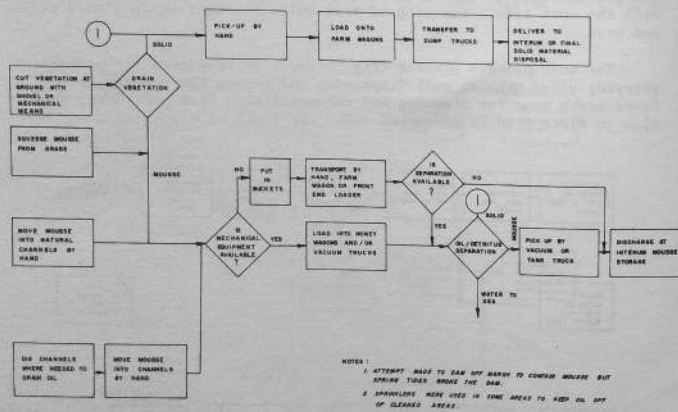 1
SOLID
PICK-UP BY
HAND
LOAD ONTO
FARM WAGONS
TRANSFER TO
DUMP TRUCKS
DELIVER TO
INTERIM OR FINAL
SOLID MATERIAL
DISPOSAL
CUT VEGETATION AT
GROUND WITH
SHOVEL OR
MECHANICAL
MEANS
DRAIN
VEGETATION
SQUEEGE MOUSSE
FROM GRASS
MOUSSE
NO
PUT
IN
BUCKETS
TRANSPORT BY
HAND, FARM
WAGON OR FRONT
END LOADER
IS
SEPARATION
AVAILABLE
?
NO
1
SOLID
MOVE MOUSSE
INTO NATURAL
CHANNELS BY
HAND
IS
MECHANICAL
EQUIPMENT
AVAILABLE
?
YES
LOAD INTO HONEY
WAGONS AND/OR
VACUUM TRUCKS
YES
OIL/DETRITUS
SEPARATION
MOUSSE
PICK UP BY
VACUUM OR
TANK TRUCK
DISCHARGE AT
INTERIM MOUSSE
STORAGE
WATER TO
SEA
DIG CHANNELS
WHERE NEEDED TO
DRAIN OIL
MOVE MOUSSE
INTO CHANNELS
BY HAND
NOTES :
1. ATTEMPT MADE TO DAM OFF MARSH TO CONTAIN MOUSSE BUT
SPRING TIDES BROKE THE DAM.
2. SPRINKLERS WERE USED IN SOME AREAS TO KEEP OIL OFF
OF CLEANED AREAS.